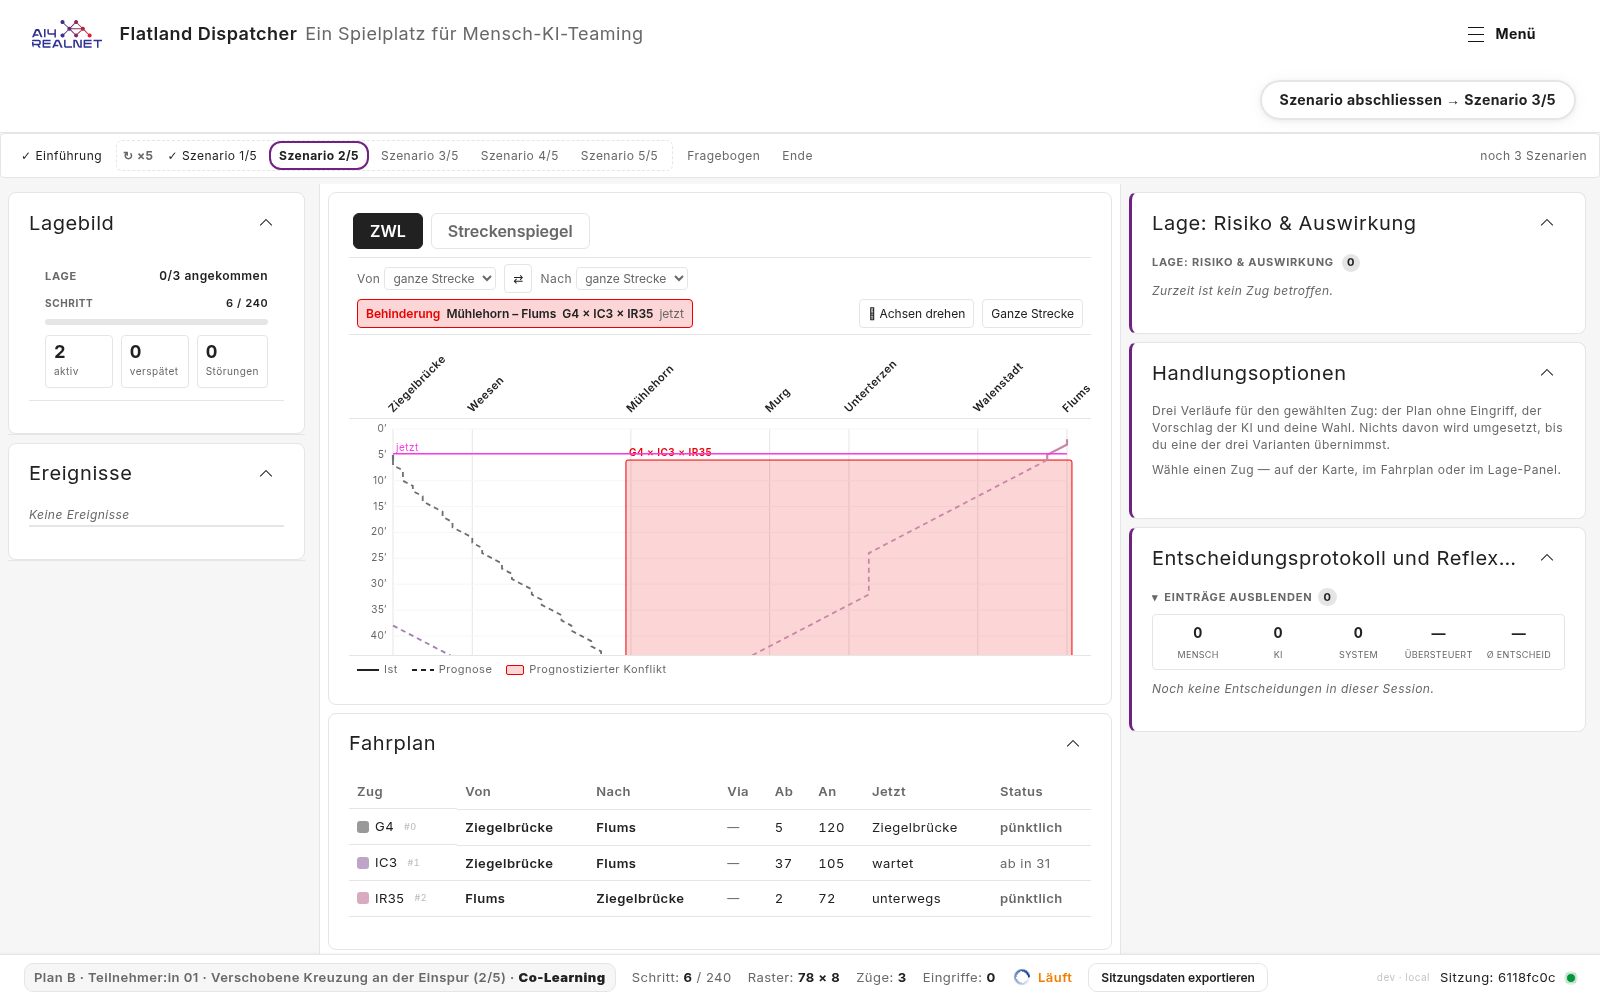 AI4
REALNET
Flatland Dispatcher Ein Spielplatz für Mensch-KI-Teaming
Menü
Szenario abschliessen → Szenario 3/5
✓ Einführung ↻ ×5 ✓ Szenario 1/5 Szenario 2/5 Szenario 3/5 Szenario 4/5 Szenario 5/5 Fragebogen Ende noch 3 Szenarien
Lagebild
LAGE 0/3 angekommen
SCHRITT 6 / 240
2 0 0
aktiv verspätet Störungen
Ereignisse
Keine Ereignisse
ZWL Streckenspiegel
Von ganze Strecke ⇄ Nach ganze Strecke
Behinderung Mühlehorn – Flums G4 × IC3 × IR35 jetzt
Achsen drehen Ganze Strecke
Ziegelbrücke Weesen Mühlehorn Murg Unterterzen Walenstadt Flums
0'
jetzt
G4 × IC3 × IR35
5'
10'
15'
20'
25'
30'
35'
40'
Ist Prognose Prognostizierter Konflikt
Fahrplan
Zug Von Nach Via Ab An Jetzt Status
G4 #0 Ziegelbrücke Flums — 5 120 Ziegelbrücke pünktlich
IC3 #1 Ziegelbrücke Flums — 37 105 wartet ab in 31
IR35 #2 Flums Ziegelbrücke — 2 72 unterwegs pünktlich
Lage: Risiko & Auswirkung
LAGE: RISIKO & AUSWIRKUNG 0
Zurzeit ist kein Zug betroffen.
Handlungsoptionen
Drei Verläufe für den gewählten Zug: der Plan ohne Eingriff, der
Vorschlag der KI und deine Wahl. Nichts davon wird umgesetzt, bis
du eine der drei Varianten übernimmst.
Wähle einen Zug — auf der Karte, im Fahrplan oder im Lage-Panel.
Entscheidungsprotokoll und Reflex...
▾ EINTRÄGE AUSBLENDEN 0
0 0 0 — —
MENSCH KI SYSTEM ÜBERSTEUERT Ø ENTSCHEID
Noch keine Entscheidungen in dieser Session.
Plan B · Teilnehmer:in 01 · Verschobene Kreuzung an der Einspur (2/5) · Co-Learning Schritt: 6 / 240 Raster: 78 × 8 Züge: 3 Eingriffe: 0 Läuft Sitzungsdaten exportieren dev · local Sitzung: 6118fc0c